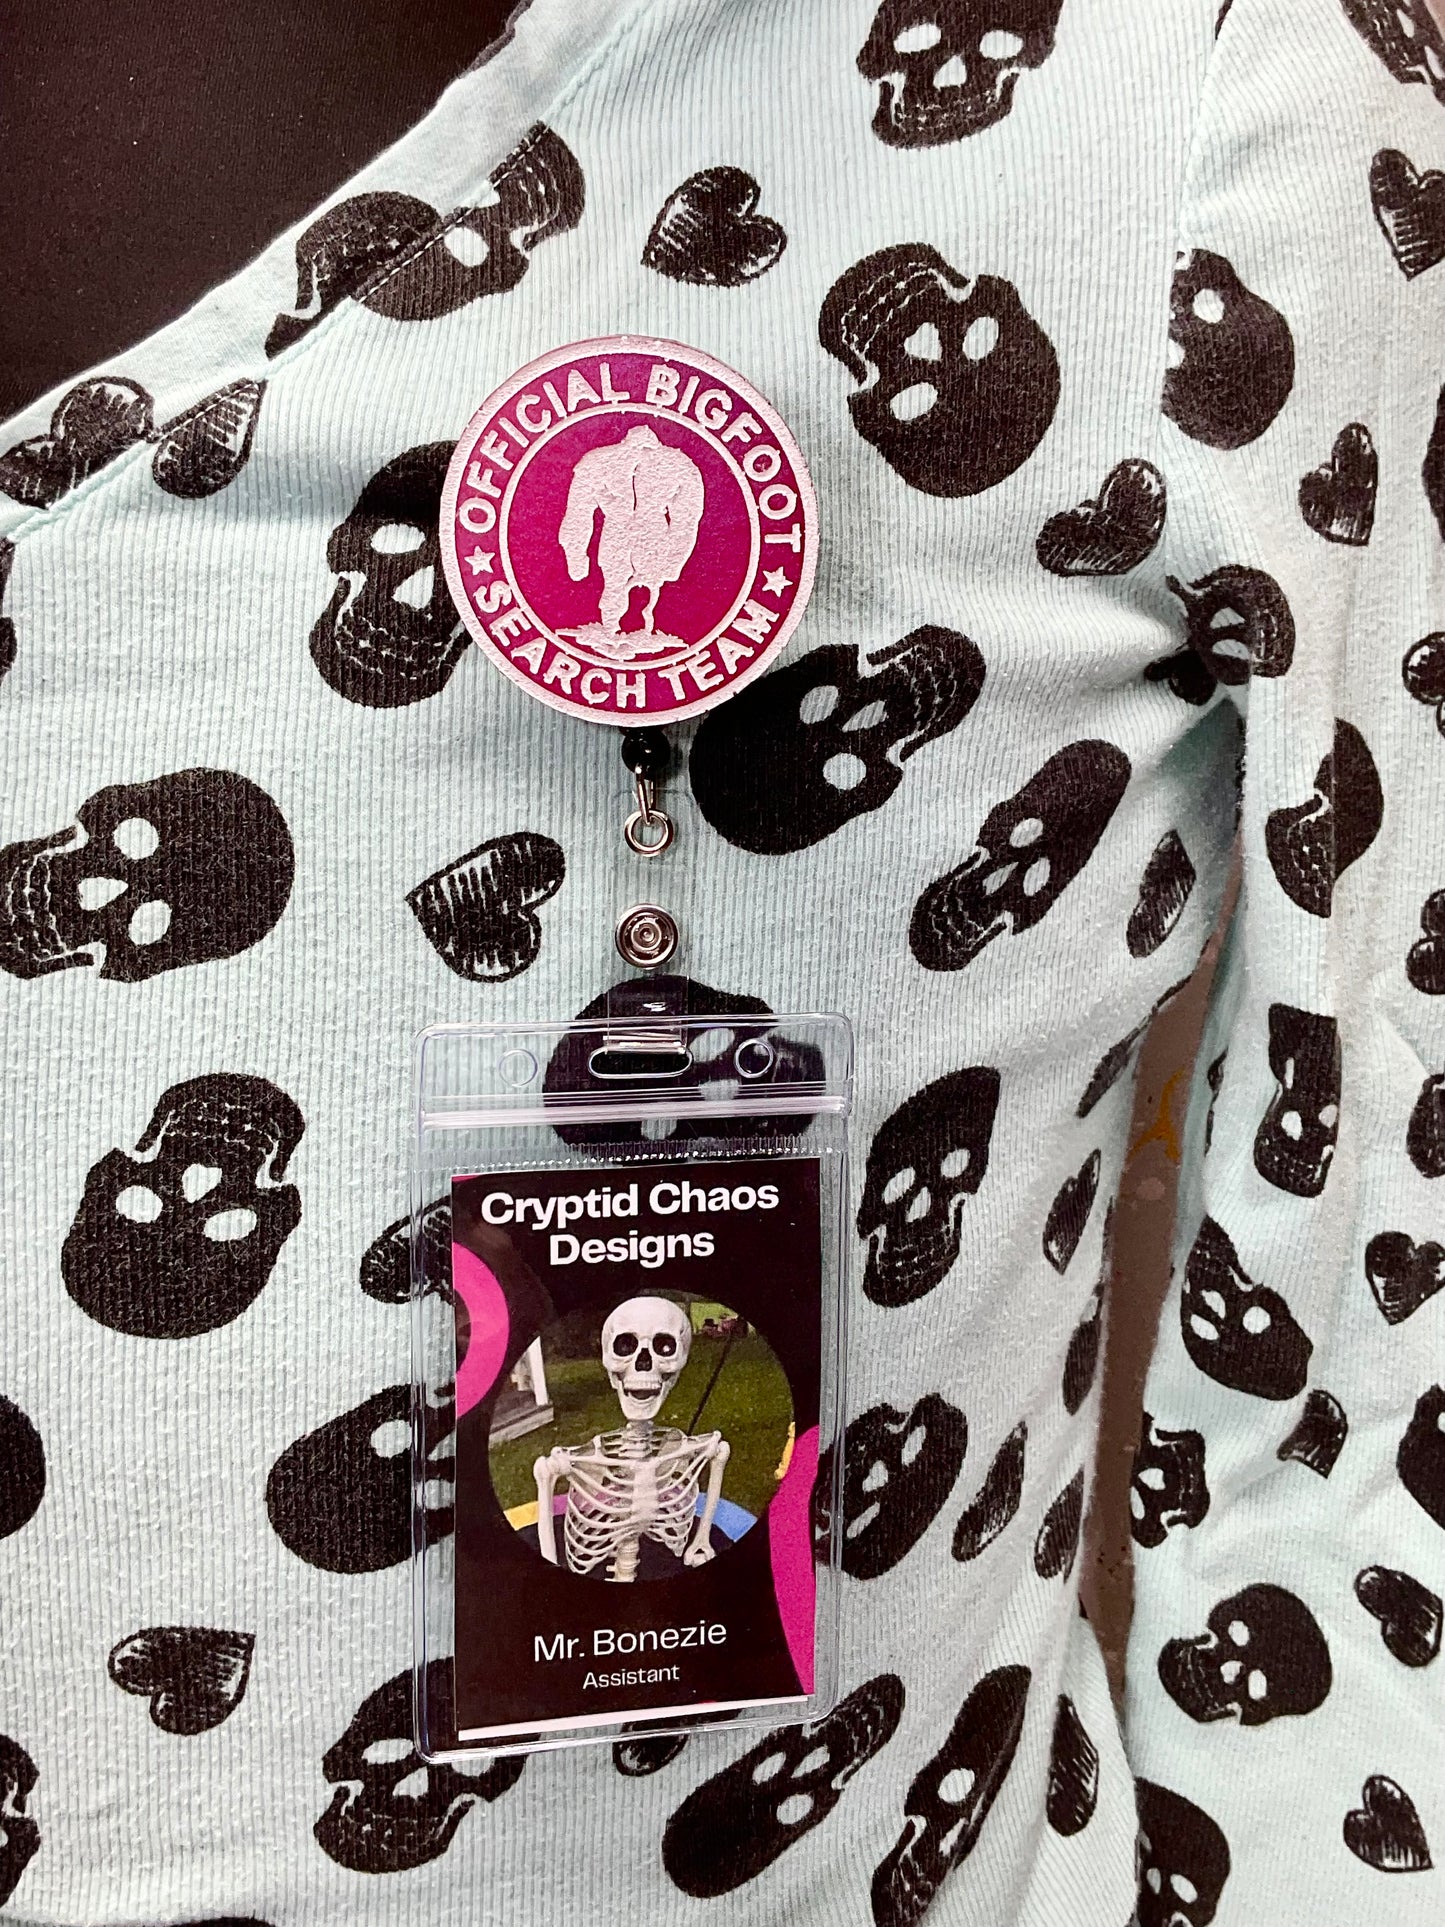 OFFICIAL BIGFOOT
SEARCH TEAM
Cryptid Chaos
Designs
Mr. Bonezie
Assistant